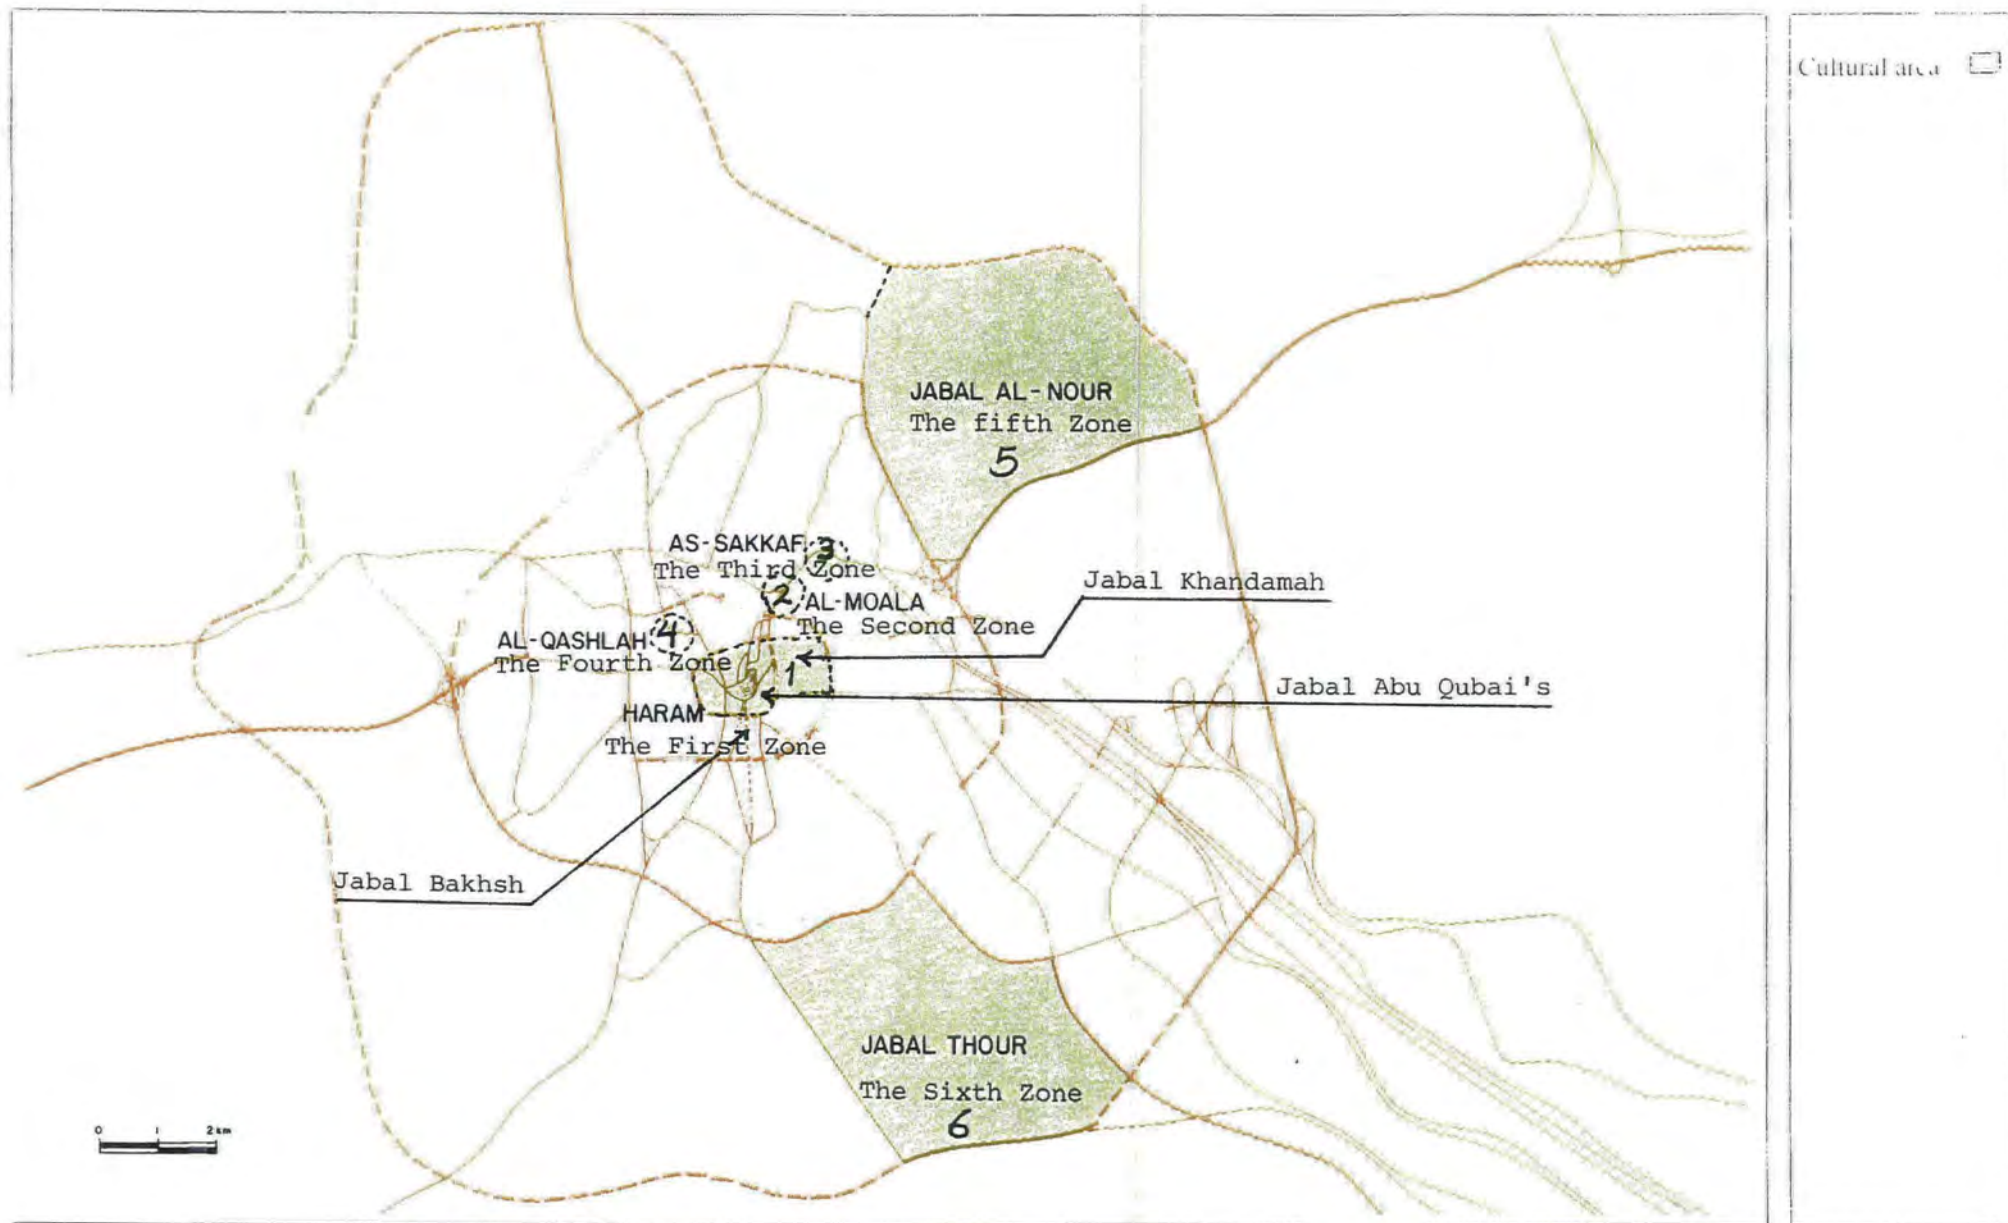 Cultural area
JABAL AL-NOUR
The fifth Zone
5
AS-SAKKAF
3
The Third Zone
2
AL-MOALA
The Second Zone
Jabal Khandamah
4
AL-QASHLAH
The Fourth Zone
1
Jabal Abu Qubai's
HARAM
The First Zone
Jabal Bakhsh
JABAL THOUR
The Sixth Zone
6
0 1 2 km